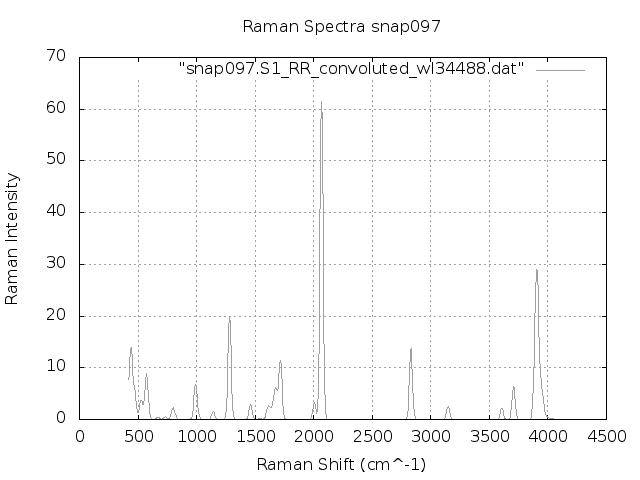 Raman Spectra snap097
"snap097.S1_RR_convoluted_wl34488.dat"
70
60
50
40
30
20
10
0
Raman Intensity
0 500 1000 1500 2000 2500 3000 3500 4000 4500
Raman Shift (cm^-1)